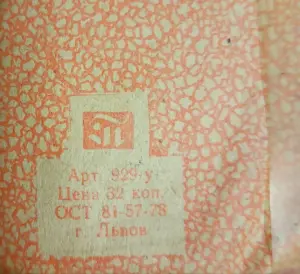 Арт. 929-у
Цена 32 коп.
ОСТ 81-57-78
г. Львов